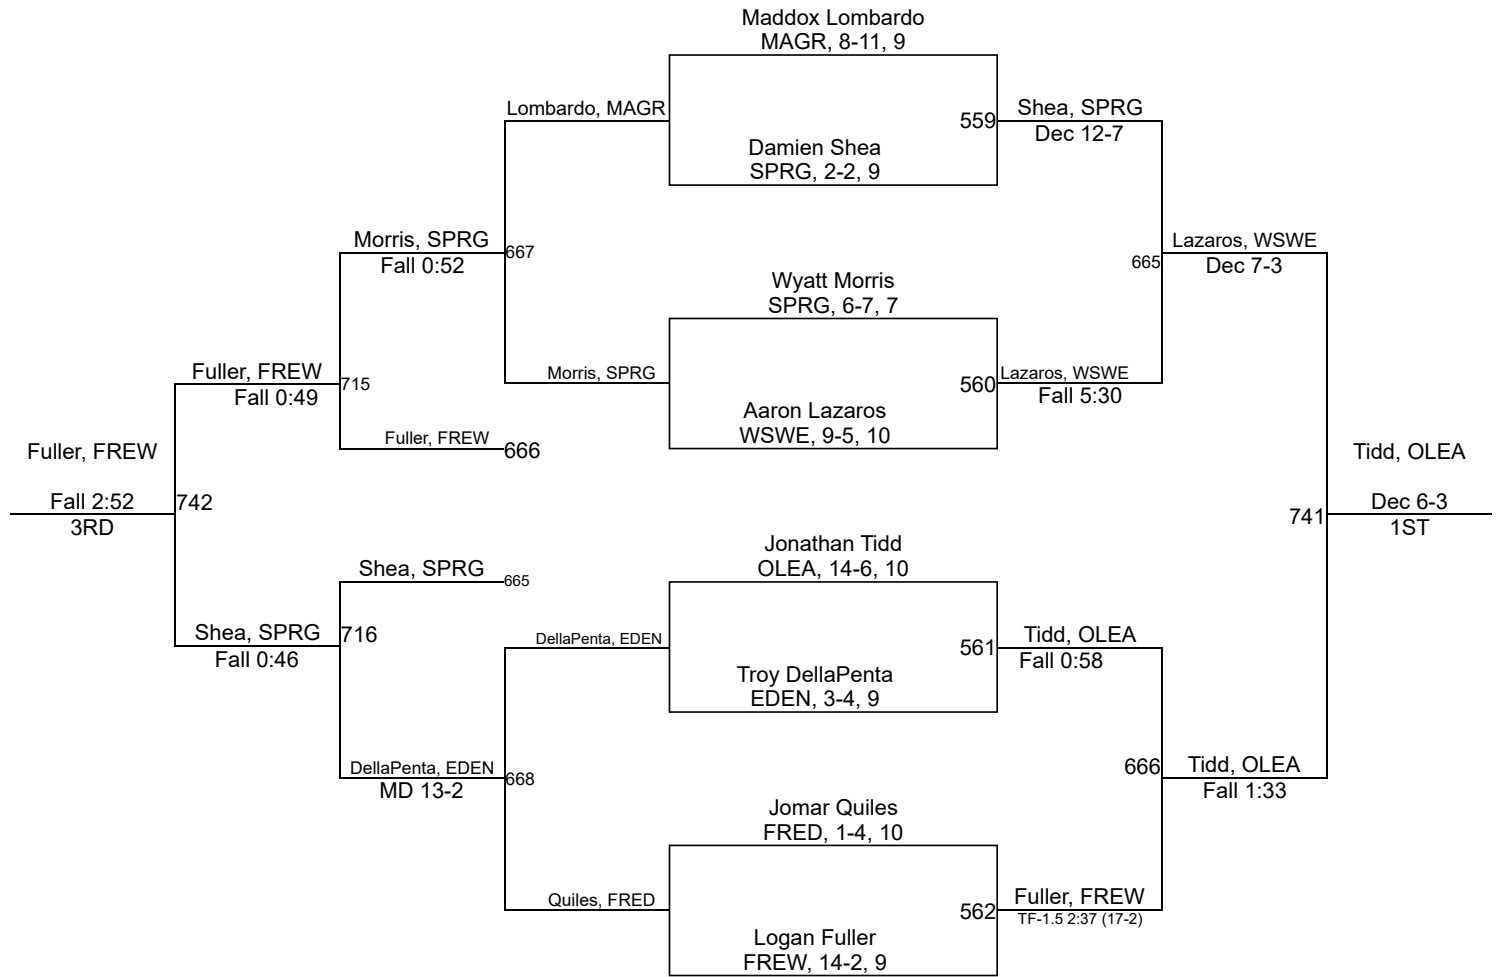 Maddox Lombardo
MAGR, 8-11, 9
Lombardo, MAGR
559
Shea, SPRG
Dec 12-7
Damien Shea
SPRG, 2-2, 9
Morris, SPRG
Fall 0:52
667
665
Lazaros, WSWE
Dec 7-3
Wyatt Morris
SPRG, 6-7, 7
Fuller, FREW
Fall 0:49
715
Morris, SPRG
560
Lazaros, WSWE
Fall 5:30
Aaron Lazaros
WSWE, 9-5, 10
Fuller, FREW
666
Fuller, FREW
Fall 2:52
3RD
742
Tidd, OLEA
741
Dec 6-3
1ST
Jonathan Tidd
OLEA, 14-6, 10
Shea, SPRG
665
Shea, SPRG
Fall 0:46
716
DellaPenta, EDEN
561
Tidd, OLEA
Fall 0:58
Troy DellaPenta
EDEN, 3-4, 9
DellaPenta, EDEN
MD 13-2
668
666
Tidd, OLEA
Fall 1:33
Jomar Quiles
FRED, 1-4, 10
Quiles, FRED
562
Fuller, FREW
TF-1.5 2:37 (17-2)
Logan Fuller
FREW, 14-2, 9